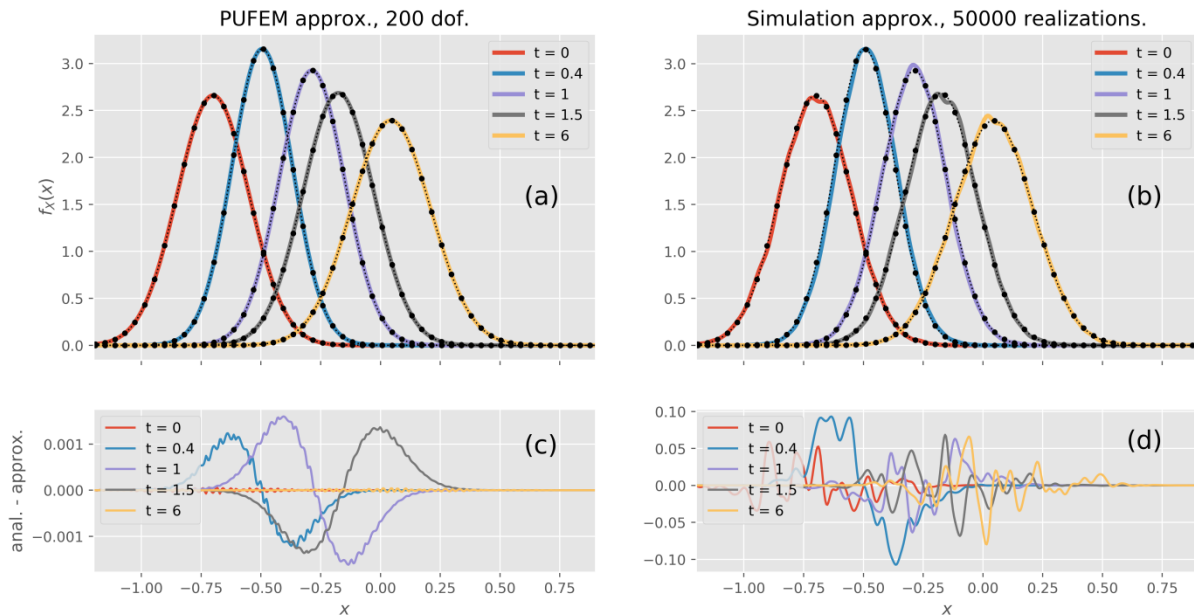 PUFEM approx., 200 dof.
3.0
2.5
2.0
1.5
1.0
0.5
0.0
f_X(x)
t = 0
t = 0.4
t = 1
t = 1.5
t = 6
(a)
Simulation approx., 50000 realizations.
3.0
2.5
2.0
1.5
1.0
0.5
0.0
t = 0
t = 0.4
t = 1
t = 1.5
t = 6
(b)
anal. - approx.
0.001
0.000
−0.001
t = 0
t = 0.4
t = 1
t = 1.5
t = 6
(c)
−1.00 −0.75 −0.50 −0.25 0.00 0.25 0.50 0.75
x
0.10
0.05
0.00
−0.05
−0.10
t = 0
t = 0.4
t = 1
t = 1.5
t = 6
(d)
−1.00 −0.75 −0.50 −0.25 0.00 0.25 0.50 0.75
x